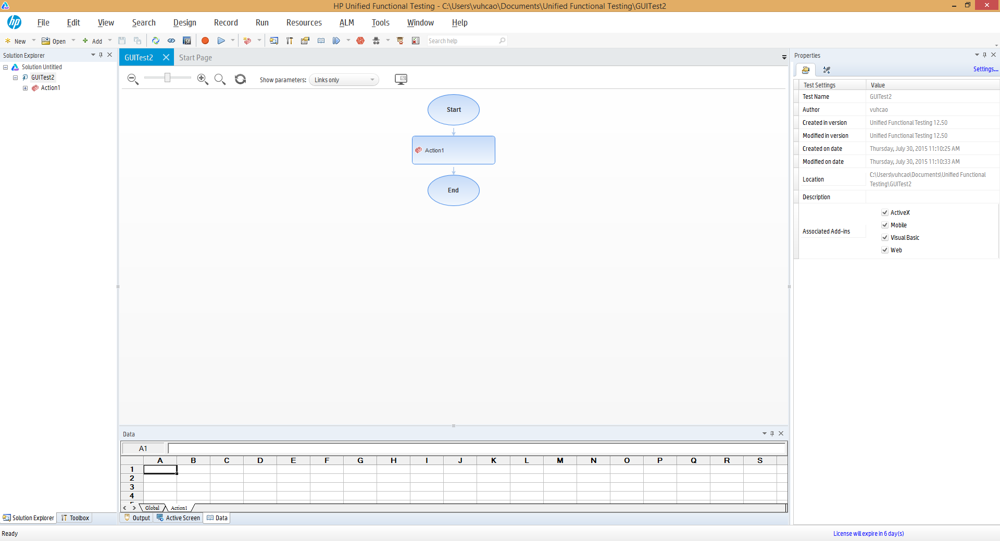 HP Unified Functional Testing - C:\Users\vuhcao\Documents\Unified Functional Testing\GUITest2
hp File Edit View Search Design Record Run Resources ALM Tools Window Help
New Open Add Search help
Solution Explorer
Solution Untitled
GUITest2
Action1
GUITest2 Start Page
Show parameters: Links only
Start
Action1
End
Properties
Settings...
Test Settings Value
Test Name GUITest2
Author vuhcao
Created in version Unified Functional Testing 12.50
Modified in version Unified Functional Testing 12.50
Created on date Thursday, July 30, 2015 11:10:25 AM
Modified on date Thursday, July 30, 2015 11:10:33 AM
Location C:\Users\vuhcao\Documents\Unified Functional
Testing\GUITest2
Description
Associated Add-ins
ActiveX
Mobile
Visual Basic
Web
Data
A1
A B C D E F G H I J K L M N O P Q R S
1
2
3
4
Global Action1
Solution Explorer Toolbox
Output Active Screen Data
Ready
License will expire in 6 day(s)